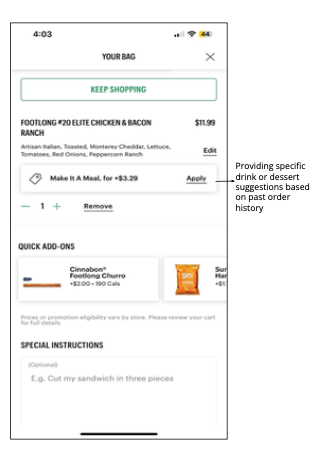 4:03
44
YOUR BAG
KEEP SHOPPING
FOOTLONG #20 ELITE CHICKEN & BACON
RANCH
$11.99
Artisan Italian, Toasted, Monterey Cheddar, Lettuce,
Tomatoes, Red Onions, Peppercorn Ranch
Edit
Make It A Meal, for +$3.29
Apply
Providing specific
drink or dessert
suggestions based
on past order
history
1
Remove
QUICK ADD-ONS
Cinnabon®
Footlong Churro
+$2.00 • 190 Cals
Sun
Har
+$1
Prices or promotion eligibility vary by store. Please review your cart
for full details
SPECIAL INSTRUCTIONS
(Optional)
E.g. Cut my sandwich in three pieces